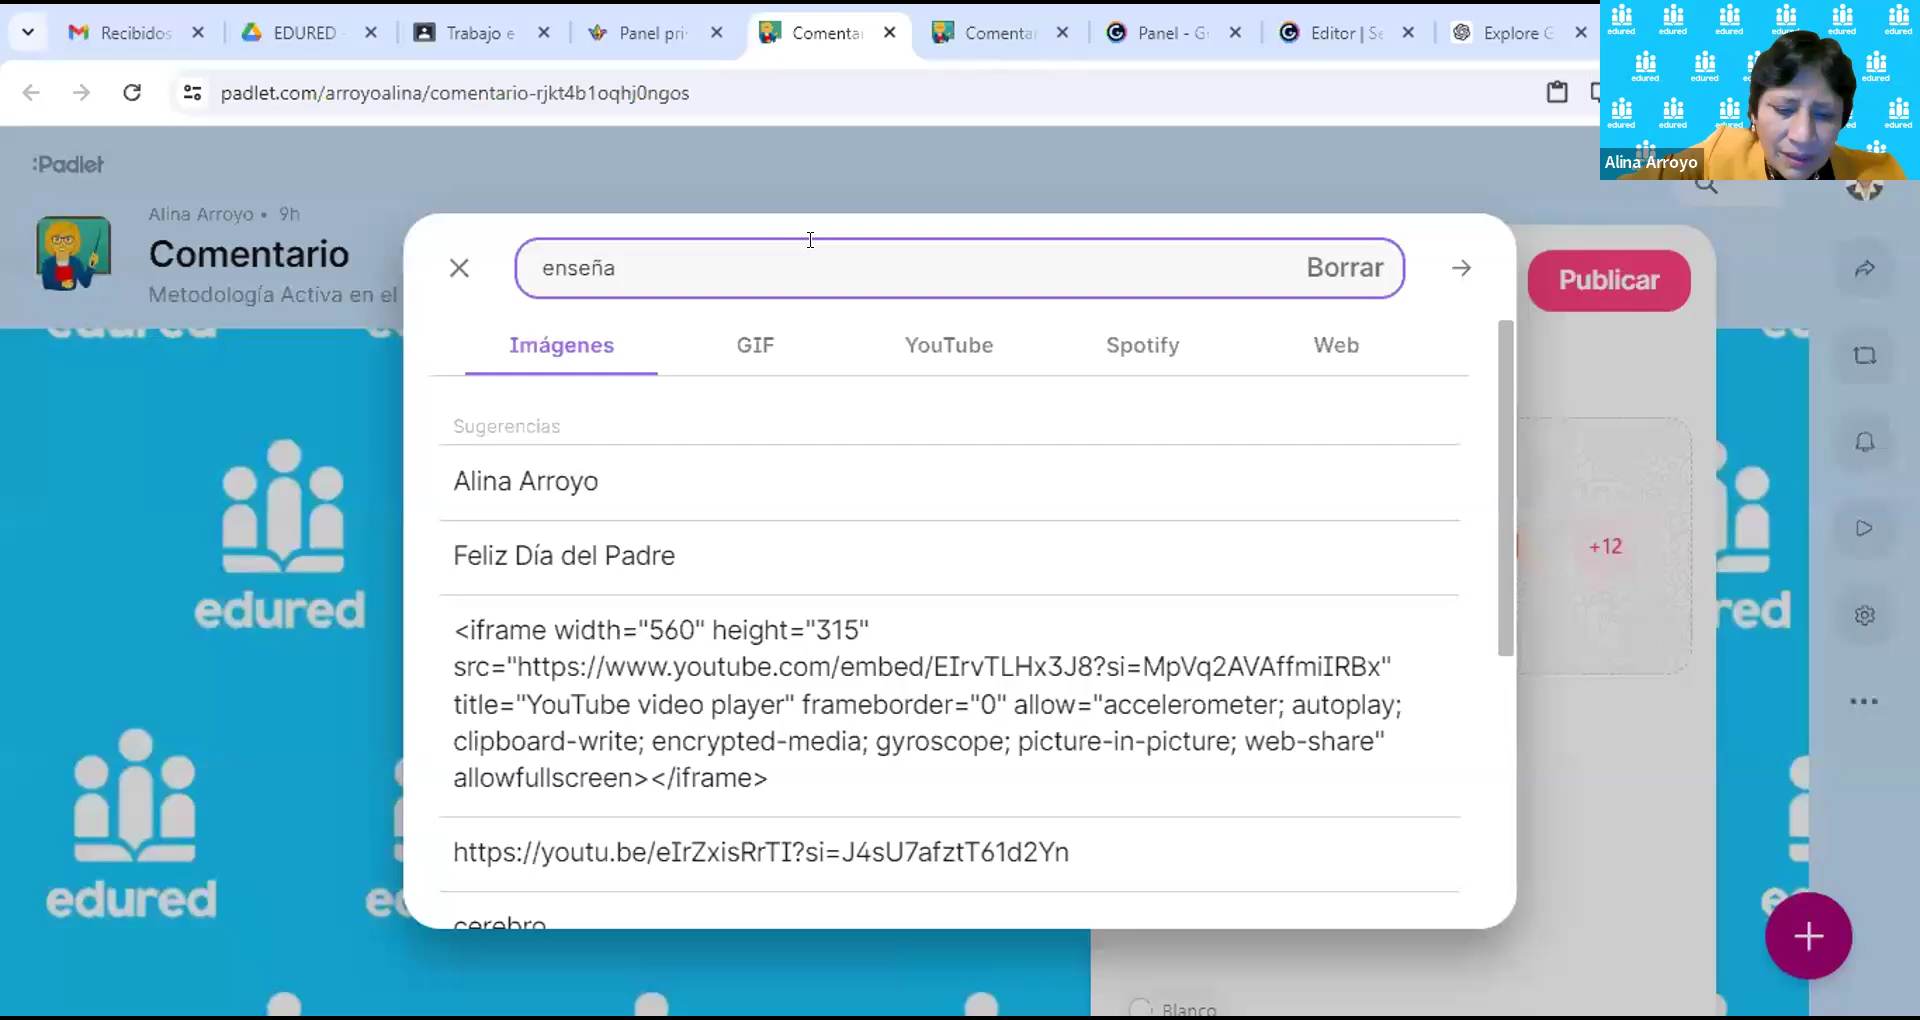 Recibidos
EDURED
Trabajo e
Panel pri
Comenta
Comentar
Panel - G
Editor | Se
Explore G
padlet.com/arroyoalina/comentario-rjkt4b1oqhj0ngos
Alina Arroyo
:Padlet
Alina Arroyo • 9h
Comentario
Metodología Activa en el
enseña
Borrar
Publicar
Imágenes
GIF
YouTube
Spotify
Web
Sugerencias
Alina Arroyo
Feliz Día del Padre
<iframe width="560" height="315"
src="https://www.youtube.com/embed/EIrvTLHx3J8?si=MpVq2AVAffmiIRBx"
title="YouTube video player" frameborder="0" allow="accelerometer; autoplay;
clipboard-write; encrypted-media; gyroscope; picture-in-picture; web-share"
allowfullscreen></iframe>
https://youtu.be/eIrZxisRrTI?si=J4sU7afztT61d2Yn
cerebro
+12
Blanco
edured
edured
edured